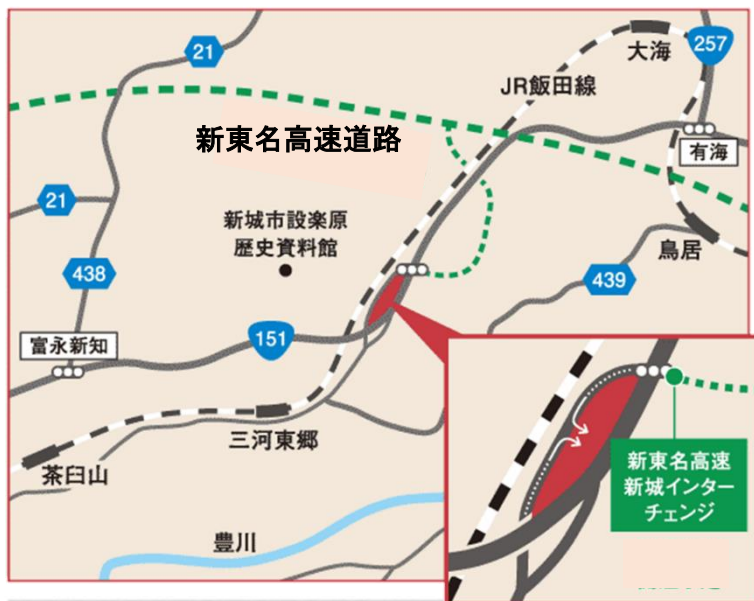 21
大海
257
JR飯田線
新東名高速道路
有海
21
新城市設楽原
歴史資料館
鳥居
438
439
151
富永新知
三河東郷
茶臼山
新東名高速
新城インター
チェンジ
豊川